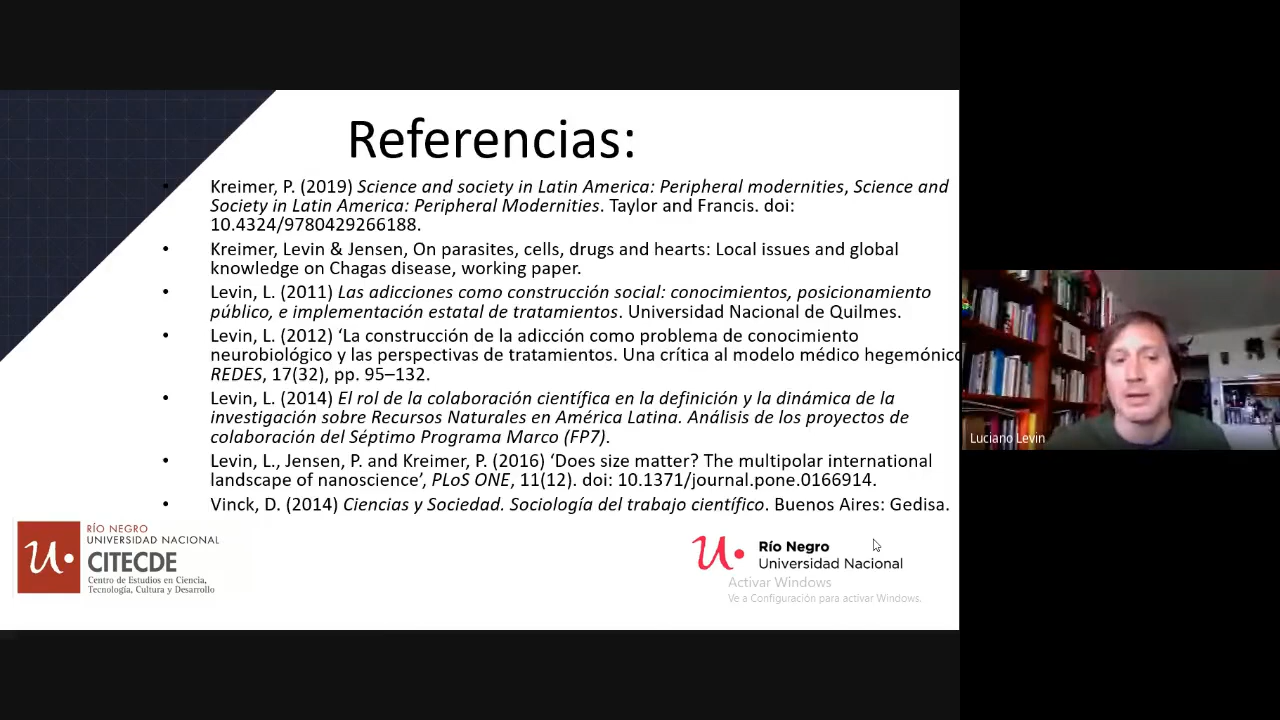 Referencias:
• Kreimer, P. (2019) Science and society in Latin America: Peripheral modernities, Science and
Society in Latin America: Peripheral Modernities. Taylor and Francis. doi:
10.4324/9780429266188.
• Kreimer, Levin & Jensen, On parasites, cells, drugs and hearts: Local issues and global
knowledge on Chagas disease, working paper.
• Levin, L. (2011) Las adicciones como construcción social: conocimientos, posicionamiento
público, e implementación estatal de tratamientos. Universidad Nacional de Quilmes.
• Levin, L. (2012) ‘La construcción de la adicción como problema de conocimiento
neurobiológico y las perspectivas de tratamientos. Una crítica al modelo médico hegemónico
REDES, 17(32), pp. 95–132.
• Levin, L. (2014) El rol de la colaboración científica en la definición y la dinámica de la
investigación sobre Recursos Naturales en América Latina. Análisis de los proyectos de
colaboración del Séptimo Programa Marco (FP7).
• Levin, L., Jensen, P. and Kreimer, P. (2016) ‘Does size matter? The multipolar international
landscape of nanoscience’, PLoS ONE, 11(12). doi: 10.1371/journal.pone.0166914.
• Vinck, D. (2014) Ciencias y Sociedad. Sociología del trabajo científico. Buenos Aires: Gedisa.
RÍO NEGRO
UNIVERSIDAD NACIONAL
CITECDE
Centro de Estudios en Ciencia,
Tecnología, Cultura y Desarrollo
Río Negro
Universidad Nacional
Activar Windows
Ve a Configuración para activar Windows.
Luciano Levin